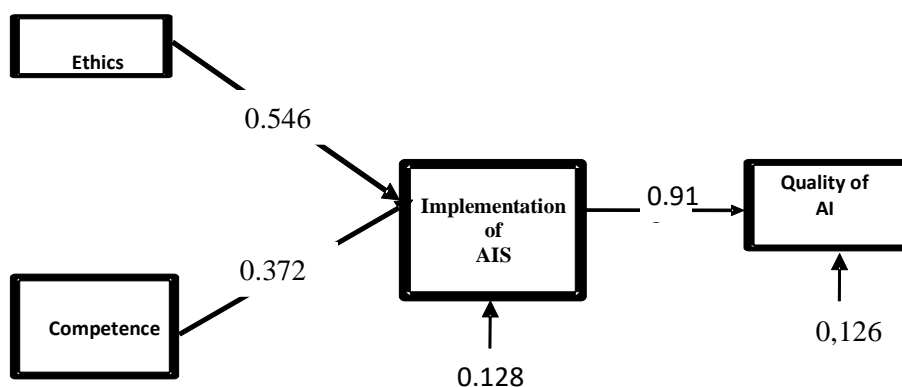 Ethics
0.546
Implementation
of
AIS
0.91
Quality of
AI
0.372
Competence
0.128
0,126